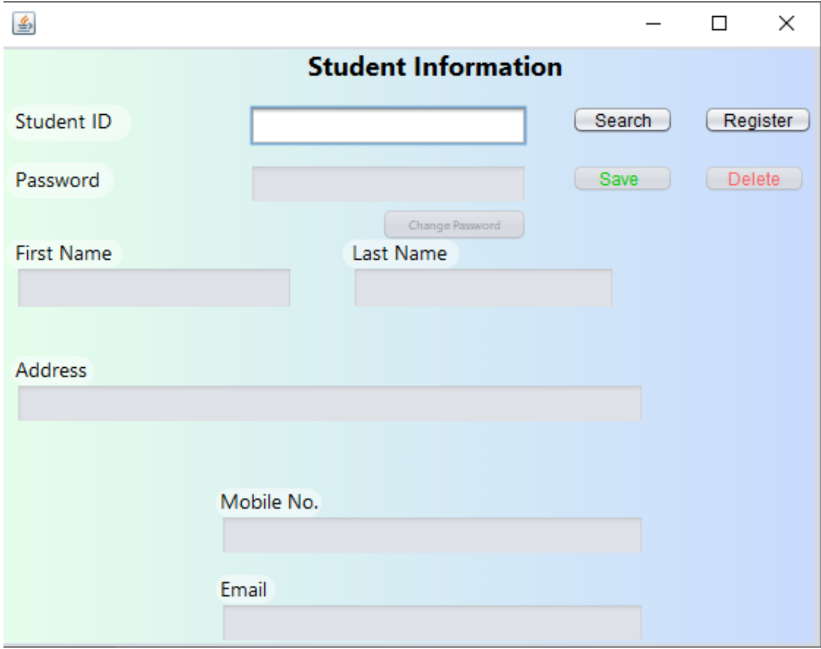 Student Information
Student ID
Search
Register
Password
Save
Delete
Change Password
First Name
Last Name
Address
Mobile No.
Email